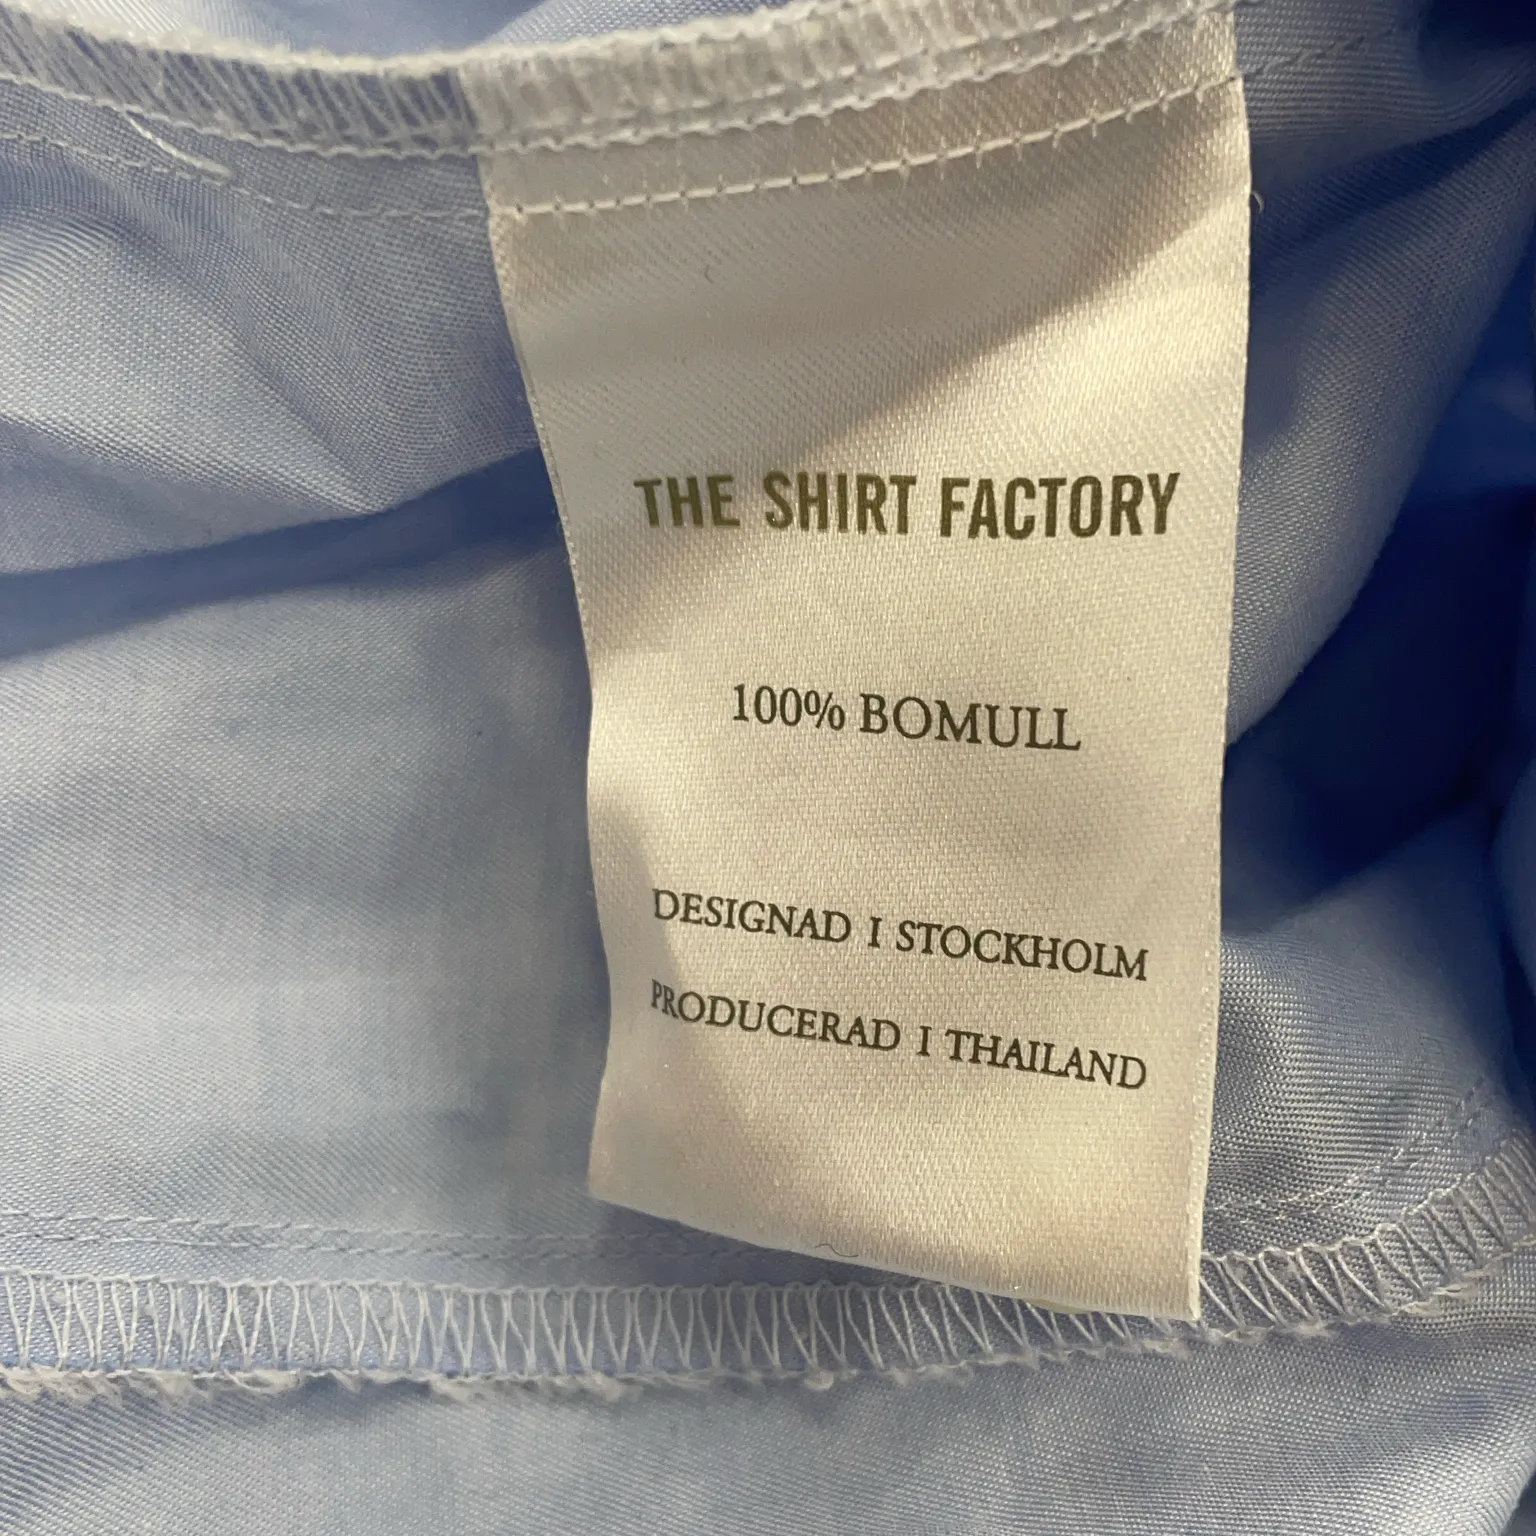 THE SHIRT FACTORY
100% BOMULL
DESIGNAD I STOCKHOLM
PRODUCERAD I THAILAND